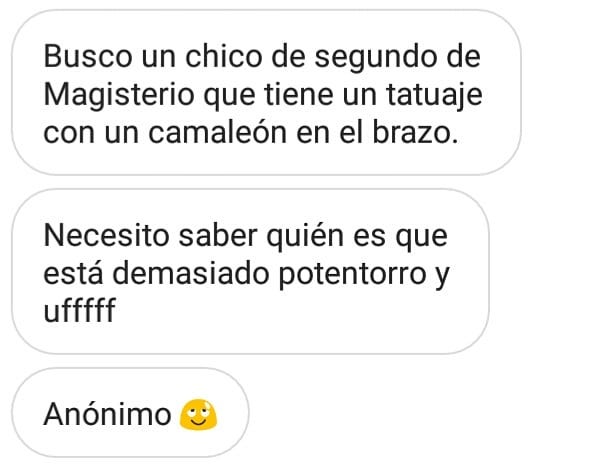 Busco un chico de segundo de
Magisterio que tiene un tatuaje
con un camaleón en el brazo.
Necesito saber quién es que
está demasiado potentorro y
ufffff
Anónimo 😅